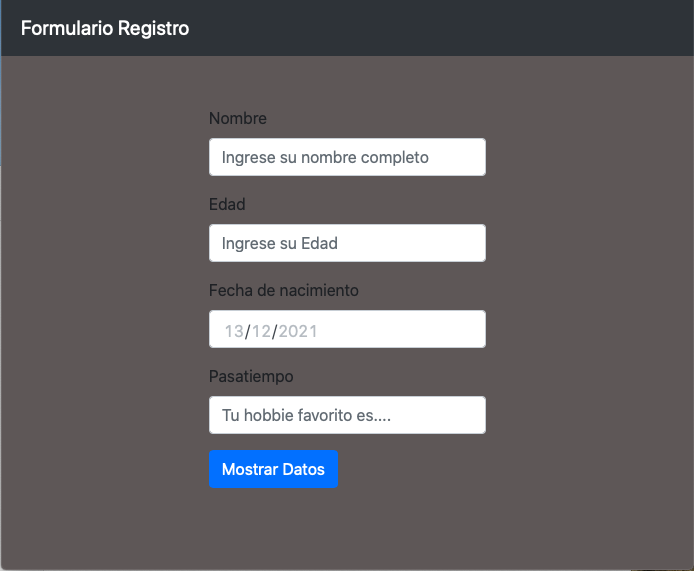 Formulario Registro
Nombre
Ingrese su nombre completo
Edad
Ingrese su Edad
Fecha de nacimiento
13/12/2021
Pasatiempo
Tu hobbie favorito es....
Mostrar Datos